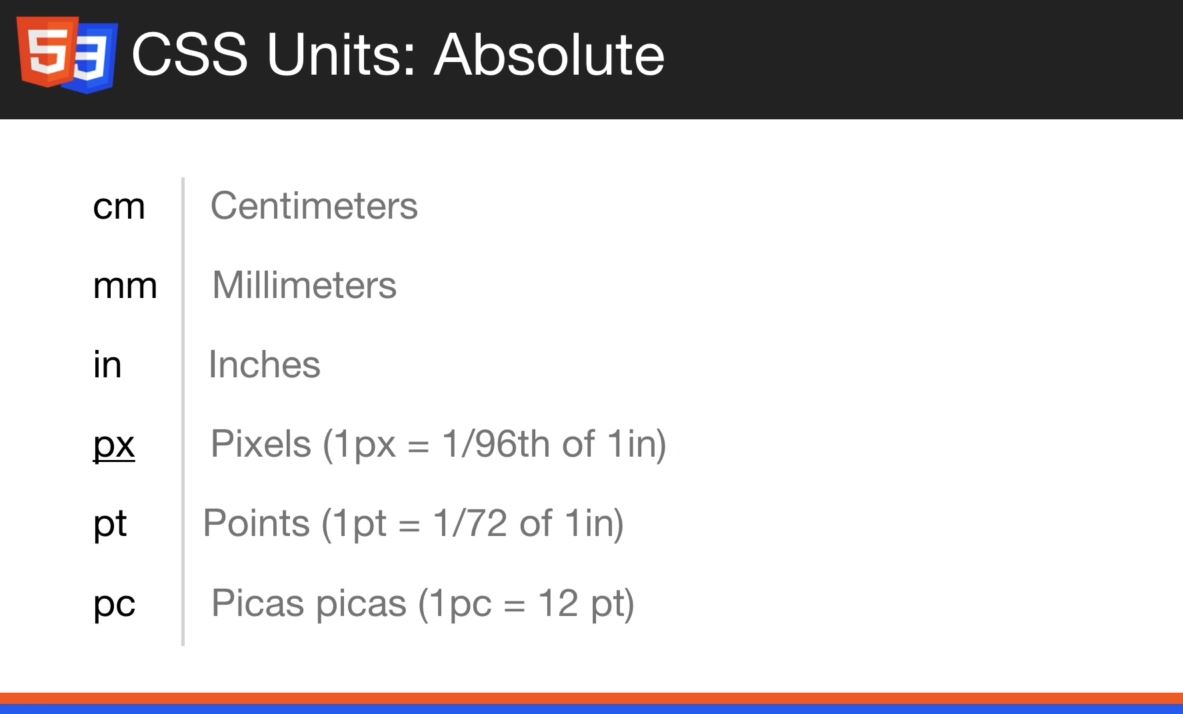 5 3 CSS Units: Absolute
cm Centimeters
mm Millimeters
in Inches
px Pixels (1px = 1/96th of 1in)
pt Points (1pt = 1/72 of 1in)
pc Picas picas (1pc = 12 pt)